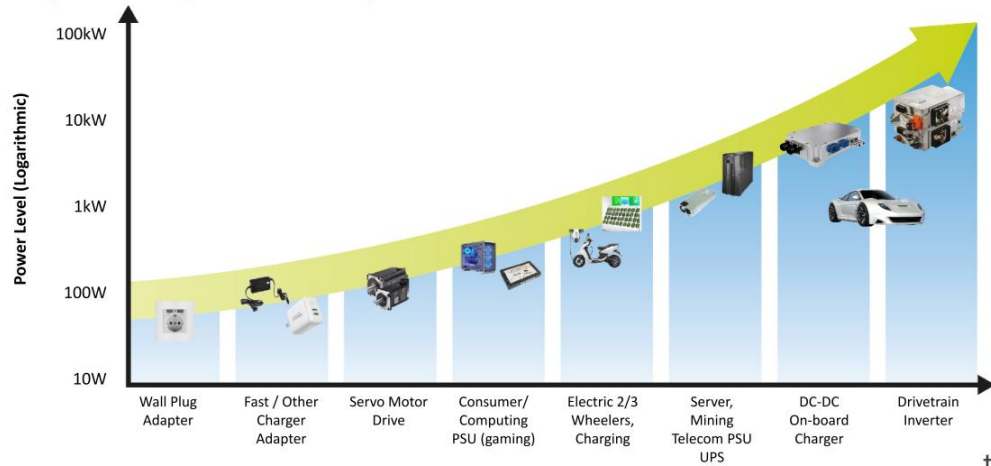 100kW
10kW
1kW
100W
10W
Power Level (Logarithmic)
Wall Plug
Adapter
Fast / Other
Charger
Adapter
Servo Motor
Drive
Consumer/
Computing
PSU (gaming)
Electric 2/3
Wheelers,
Charging
Server,
Mining
Telecom PSU
UPS
DC-DC
On-board
Charger
Drivetrain
Inverter